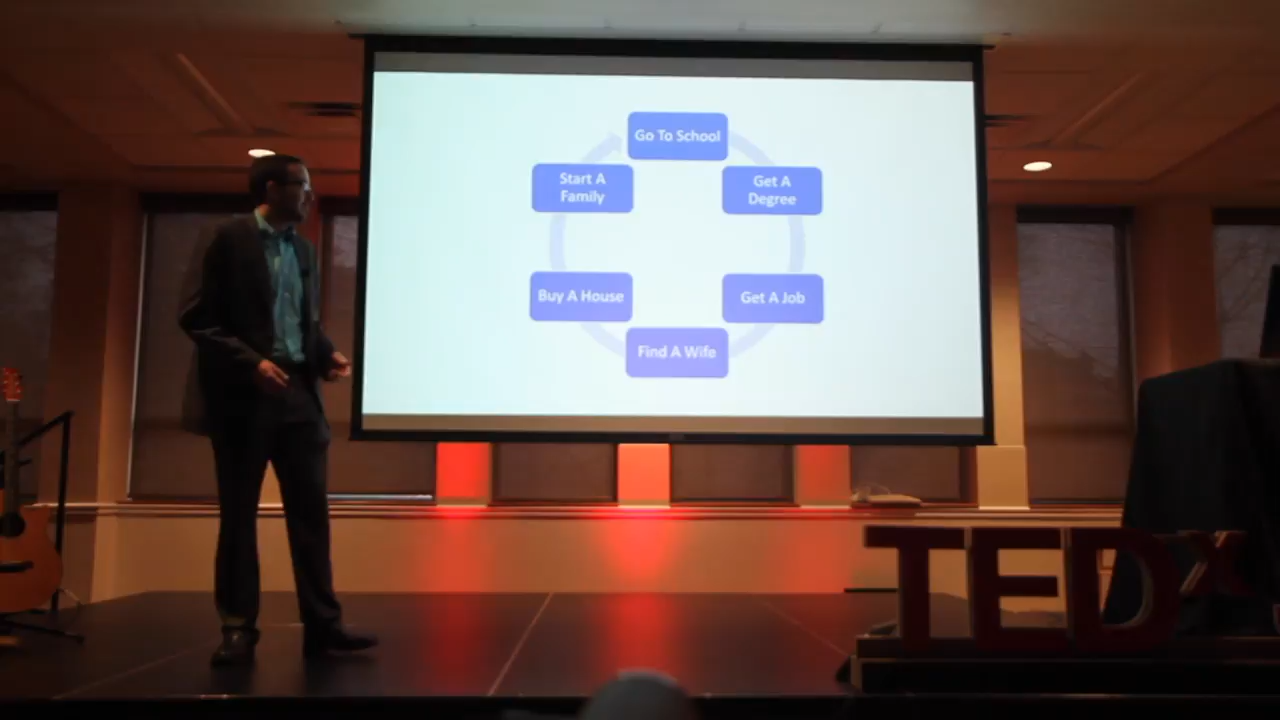 Go To School
Start A
Family
Get A
Degree
Buy A House
Get A Job
Find A Wife
TEDx